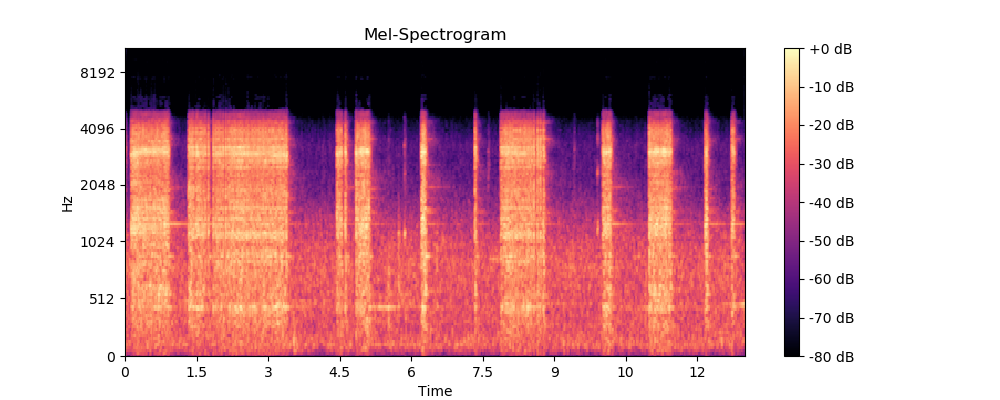 Mel-Spectrogram
Hz
8192
4096
2048
1024
512
0
0 1.5 3 4.5 6 7.5 9 10 12
Time
+0 dB
-10 dB
-20 dB
-30 dB
-40 dB
-50 dB
-60 dB
-70 dB
-80 dB